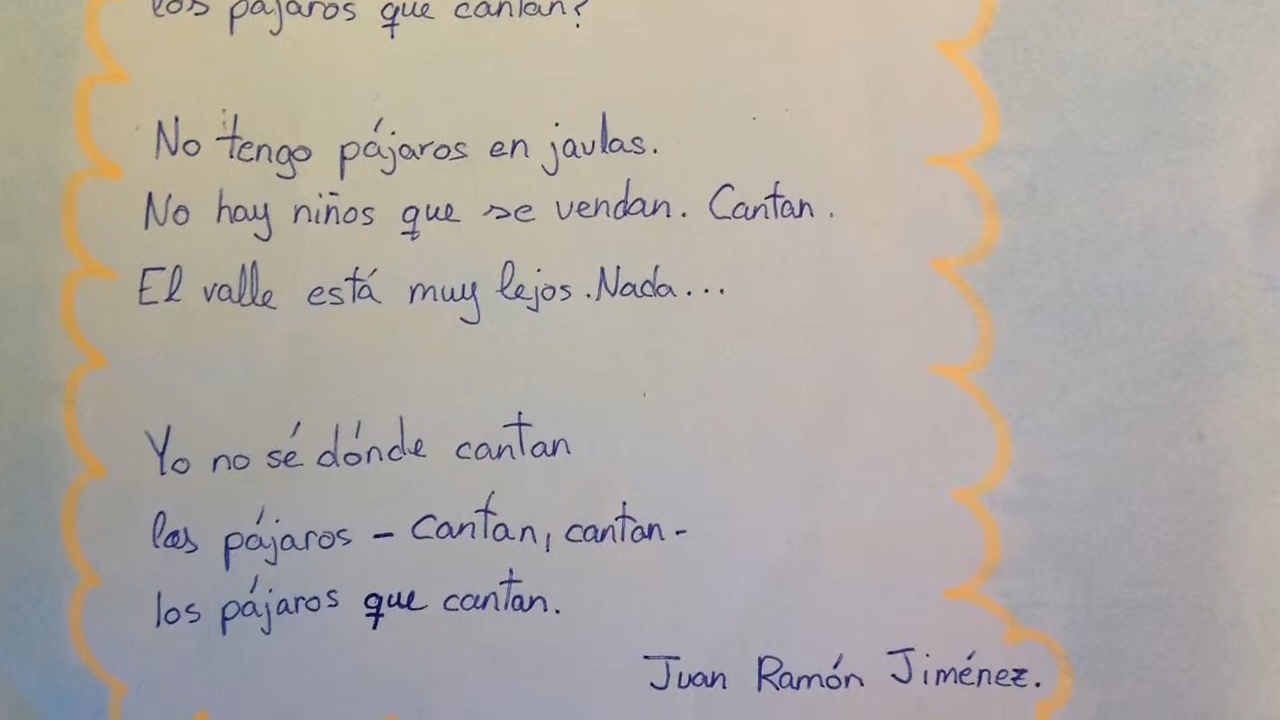 los pájaros que cantan?
No tengo pájaros en jaulas.
No hay niños que se vendan. Cantan.
El valle está muy lejos. Nada...
Yo no sé dónde cantan
los pájaros - Cantan, cantan-
los pájaros que cantan.
Juan Ramón Jiménez.